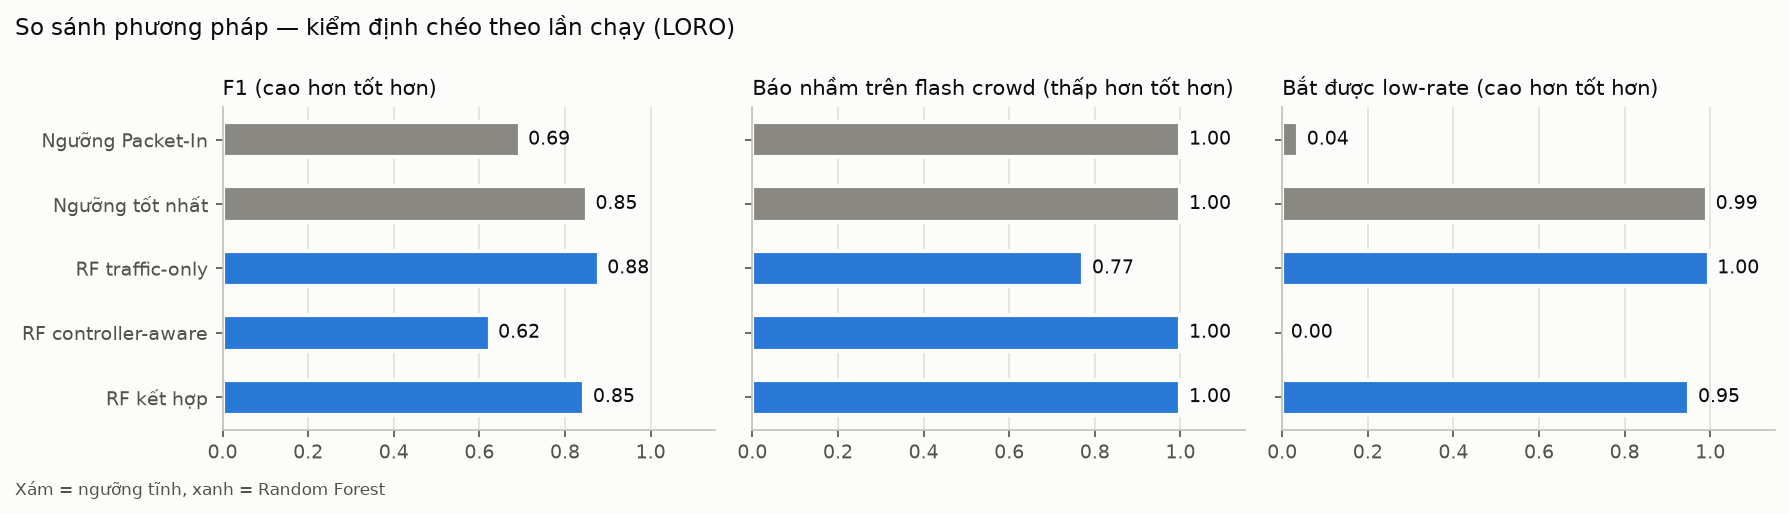 So sánh phương pháp — kiểm định chéo theo lần chạy (LORO)
F1 (cao hơn tốt hơn)
Báo nhầm trên flash crowd (thấp hơn tốt hơn)
Bắt được low-rate (cao hơn tốt hơn)
Ngưỡng Packet-In
0.69
1.00
0.04
Ngưỡng tốt nhất
0.85
1.00
0.99
RF traffic-only
0.88
0.77
1.00
RF controller-aware
0.62
1.00
0.00
RF kết hợp
0.85
1.00
0.95
0.0 0.2 0.4 0.6 0.8 1.0
0.0 0.2 0.4 0.6 0.8 1.0
0.0 0.2 0.4 0.6 0.8 1.0
Xám = ngưỡng tĩnh, xanh = Random Forest